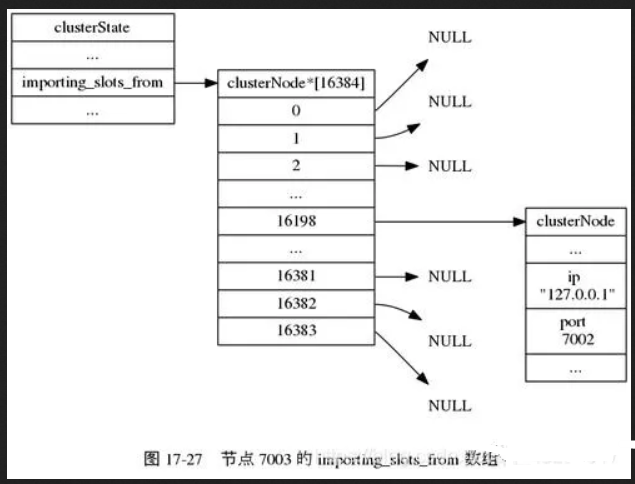 clusterState
...
importing_slots_from
...
clusterNode*[16384]
0
1
2
...
16198
...
16381
16382
16383
NULL
NULL
NULL
NULL
NULL
NULL
clusterNode
...
ip
"127.0.0.1"
port
7002
...
图 17-27 节点 7003 的 importing_slots_from 数组